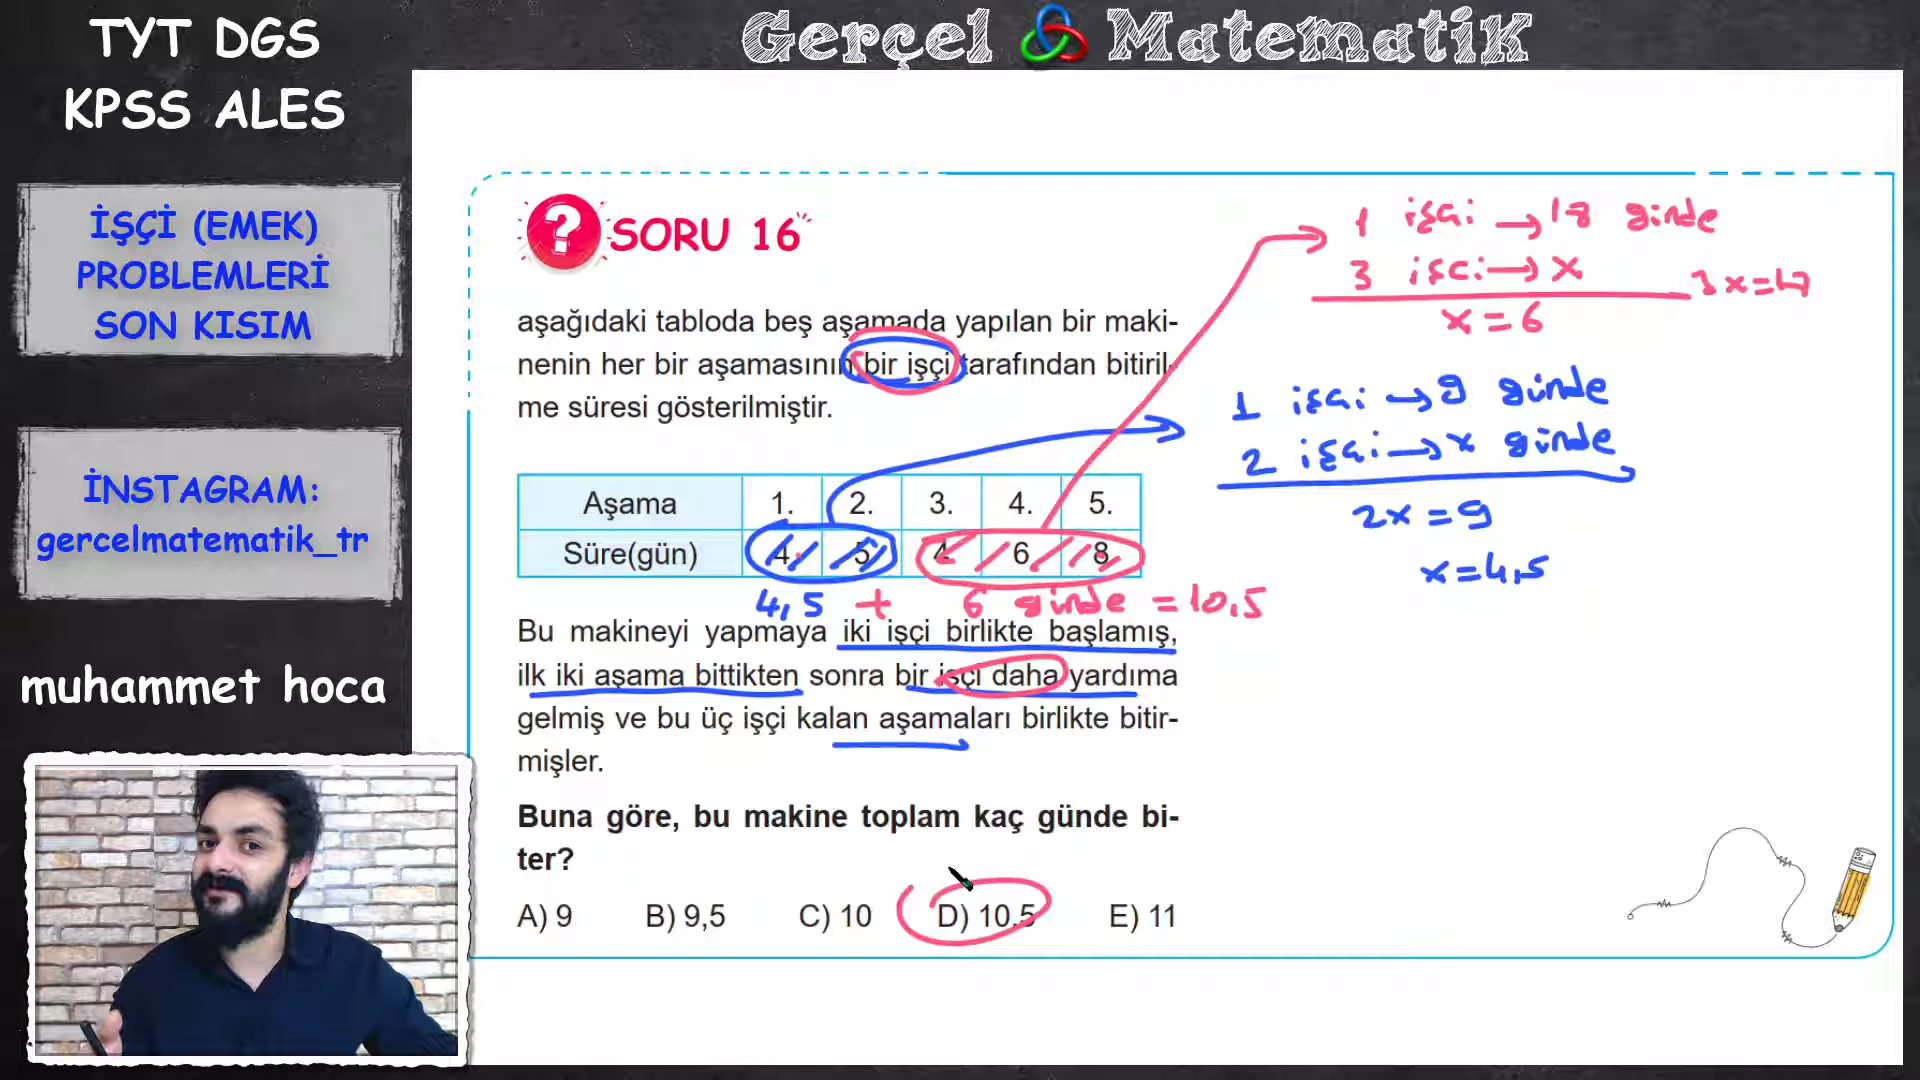 TYT DGS
KPSS ALES
Gerçel Matematik
İŞÇİ (EMEK)
PROBLEMLERİ
SON KISIM
İNSTAGRAM:
gercelmatematik_tr
muhammet hoca
? SORU 16
aşağıdaki tabloda beş aşamada yapılan bir maki-
nenin her bir aşamasının bir işçi tarafından bitiril-
me süresi gösterilmiştir.
Aşama 1. 2. 3. 4. 5.
Süre(gün) 4 5 4 6 8
4,5 + 6 günde = 10,5
Bu makineyi yapmaya iki işçi birlikte başlamış,
ilk iki aşama bittikten sonra bir işçi daha yardıma
gelmiş ve bu üç işçi kalan aşamaları birlikte bitir-
mişler.
Buna göre, bu makine toplam kaç günde bi-
ter?
A) 9 B) 9,5 C) 10 D) 10,5 E) 11
1 işçi → 18 günde
3 işçi → x
x = 6
1 işçi → 9 günde
2 işçi → x günde
2x = 9
x = 4,5